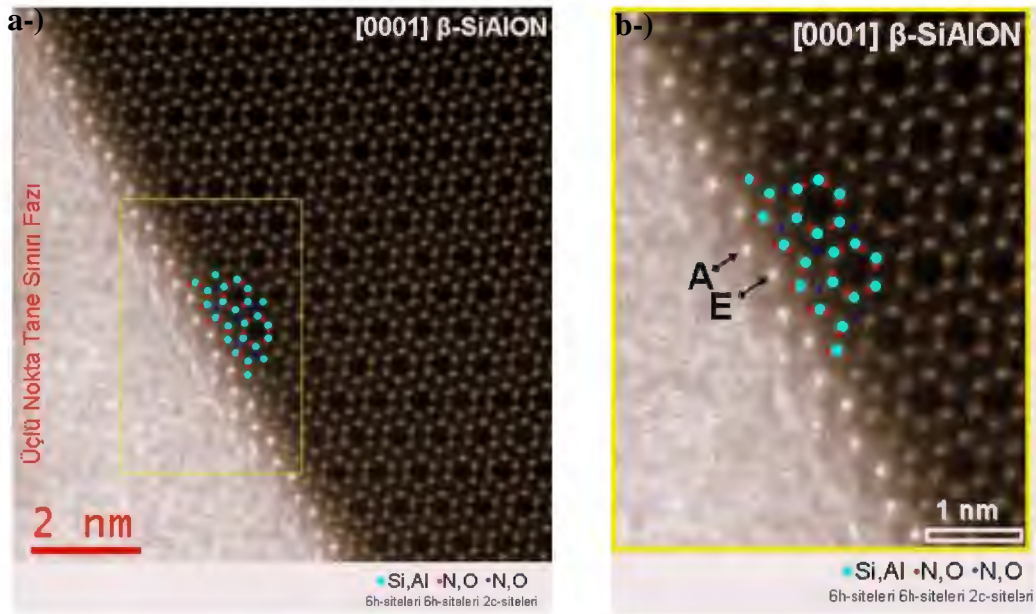 a-)
[0001] β-SiAlON
Üçlü Nokta Tane Sınırı Fazı
2 nm
•Si,Al •N,O •N,O
6h-siteleri 6h-siteleri 2c-siteleri
b-)
[0001] β-SiAlON
A
E
1 nm
•Si,Al •N,O •N,O
6h-siteleri 6h-siteleri 2c-siteleri